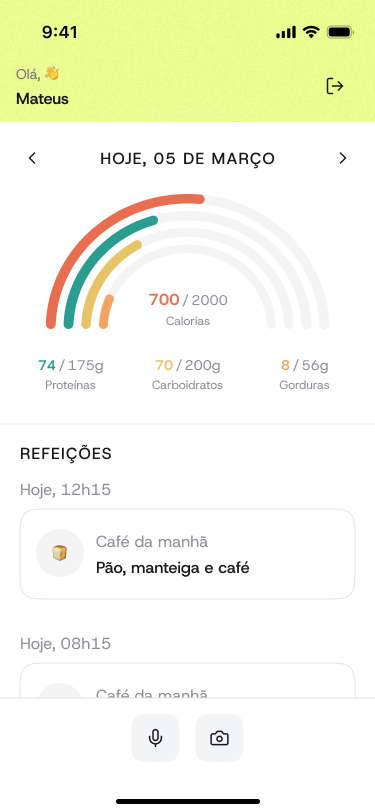 9:41
Olá, 👋
Mateus
HOJE, 05 DE MARÇO
700 / 2000
Calorias
74 / 175g
Proteínas
70 / 200g
Carboidratos
8 / 56g
Gorduras
REFEIÇÕES
Hoje, 12h15
Café da manhã
Pão, manteiga e café
Hoje, 08h15
Café da manhã